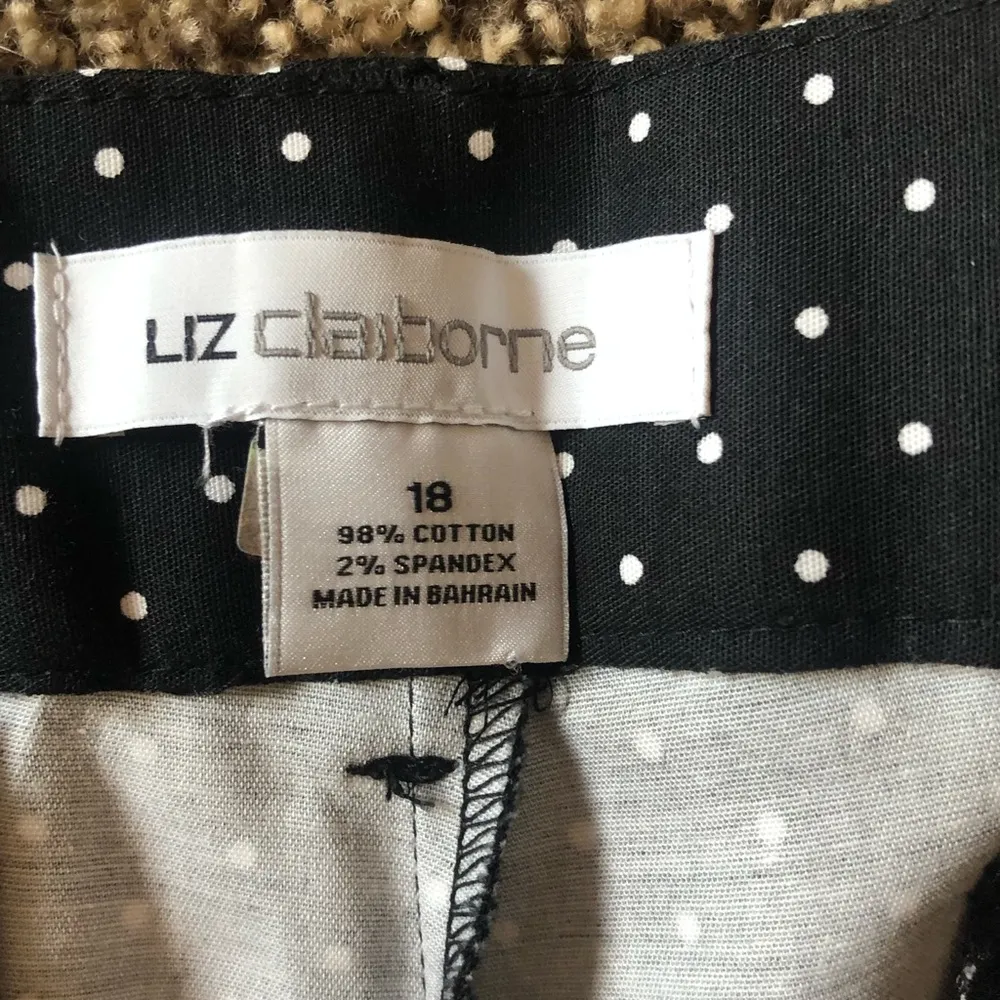 LIZ claiborne
18
98% COTTON
2% SPANDEX
MADE IN BAHRAIN